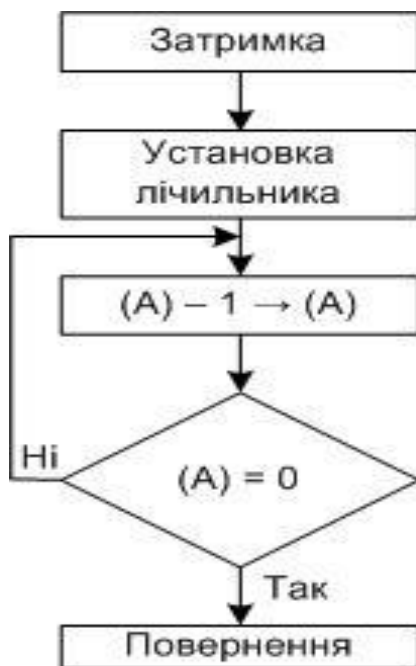 Затримка
Установка
лічильника
(А) – 1 → (А)
Ні
(А) = 0
Так
Повернення